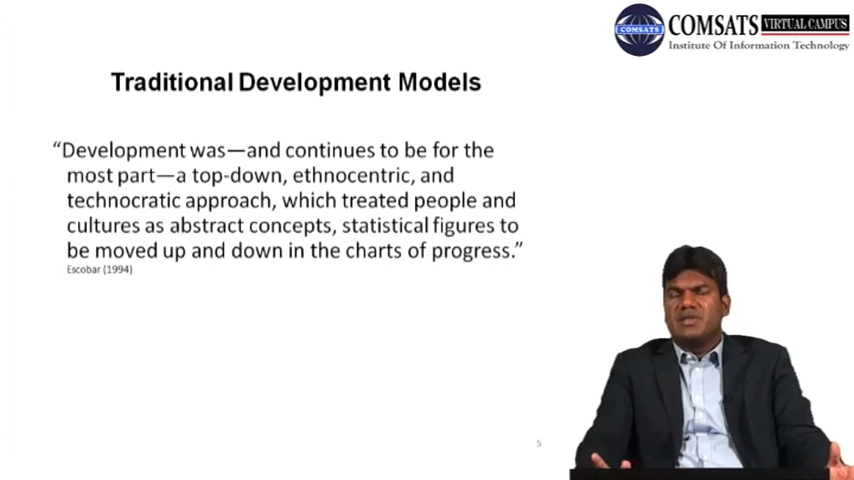 COMSATS
COMSATS VIRTUAL CAMPUS
Institute Of Information Technology
Traditional Development Models
“Development was—and continues to be for the
most part—a top-down, ethnocentric, and
technocratic approach, which treated people and
cultures as abstract concepts, statistical figures to
be moved up and down in the charts of progress.”
Escobar (1994)
5